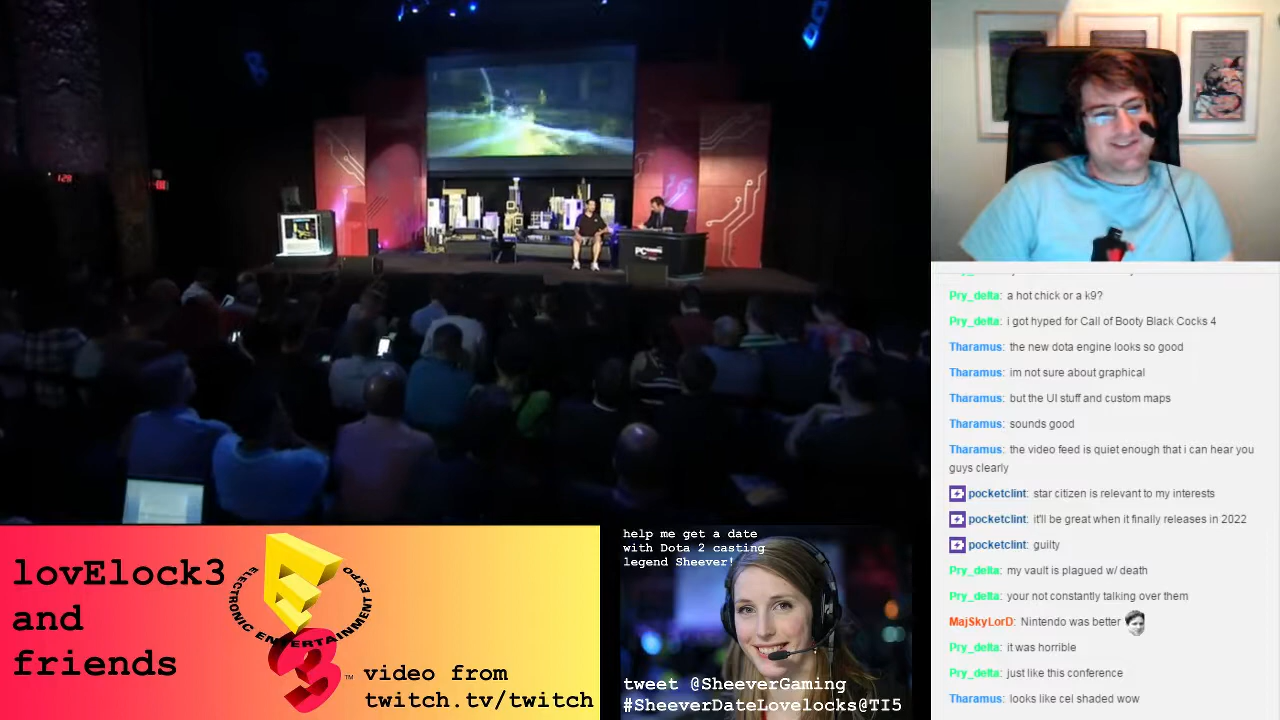 PC
Pry_delta: a hot chick or a k9?
Pry_delta: i got hyped for Call of Booty Black Cocks 4
Tharamus: the new dota engine looks so good
Tharamus: im not sure about graphical
Tharamus: but the UI stuff and custom maps
Tharamus: sounds good
Tharamus: the video feed is quiet enough that i can hear you
guys clearly
pocketclint: star citizen is relevant to my interests
pocketclint: it'll be great when it finally releases in 2022
pocketclint: guilty
Pry_delta: my vault is plagued w/ death
Pry_delta: your not constantly talking over them
MajSkyLorD: Nintendo was better
Pry_delta: it was horrible
Pry_delta: just like this conference
Tharamus: looks like cel shaded wow
lovElock3
and
friends
E3
ELECTRONIC ENTERTAINMENT EXPO
TM
video from
twitch.tv/twitch
help me get a date
with Dota 2 casting
legend Sheever!
tweet @SheeverGaming
#SheeverDateLovelocks@TI5